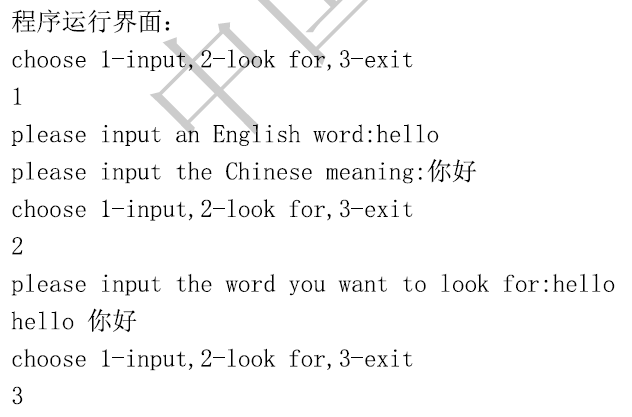 程序运行界面：
choose 1-input,2-look for,3-exit
1
please input an English word:hello
please input the Chinese meaning:你好
choose 1-input,2-look for,3-exit
2
please input the word you want to look for:hello
hello 你好
choose 1-input,2-look for,3-exit
3